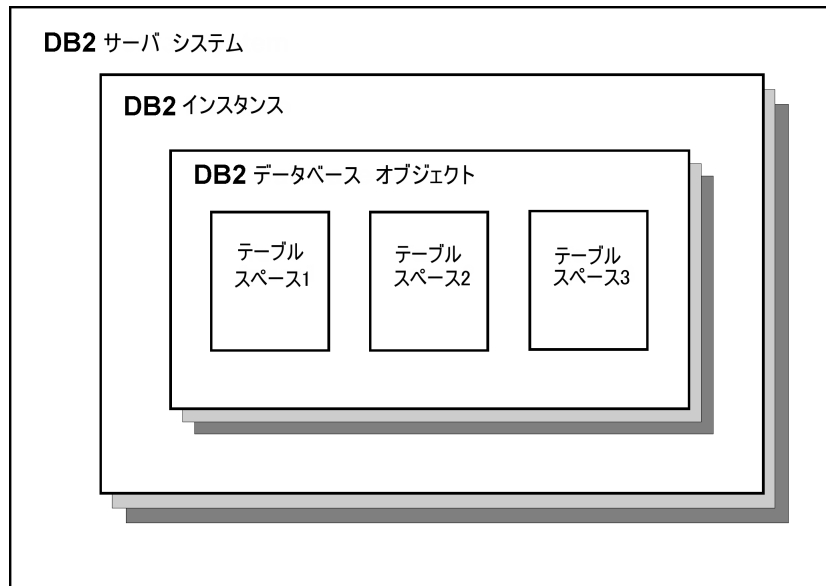 DB2 サーバ システム
DB2 インスタンス
DB2 データベース オブジェクト
テーブル
スペース1
テーブル
スペース2
テーブル
スペース3